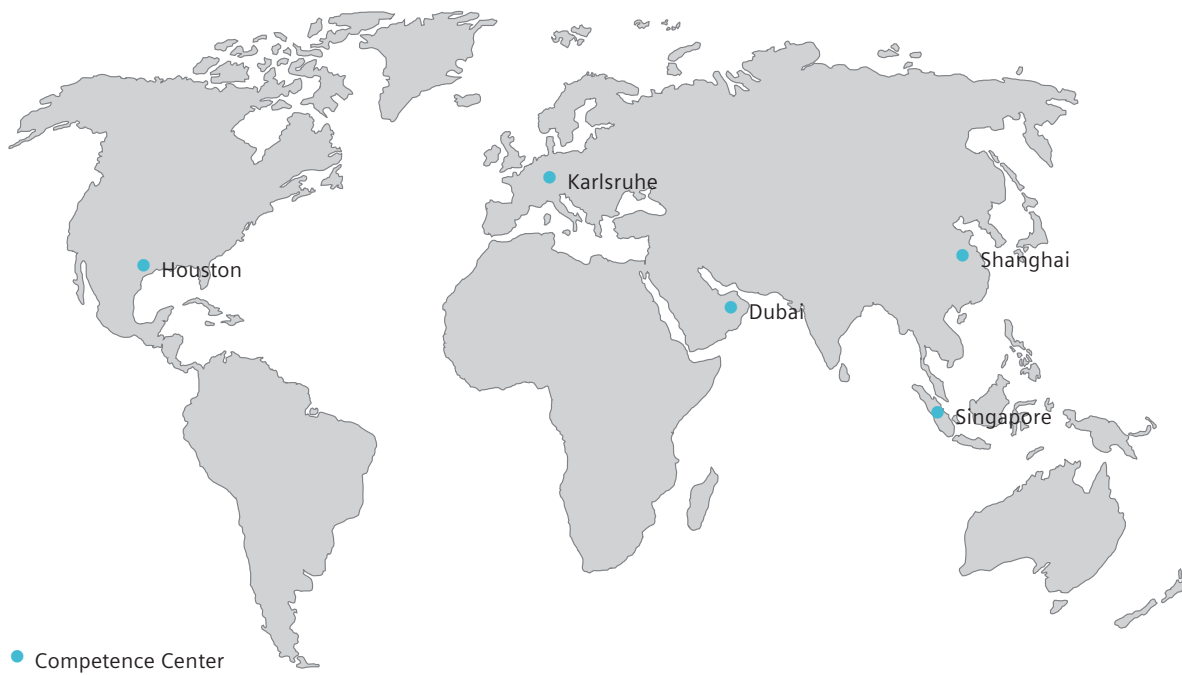 Karlsruhe
Shanghai
Houston
Dubai
Singapore
Competence Center